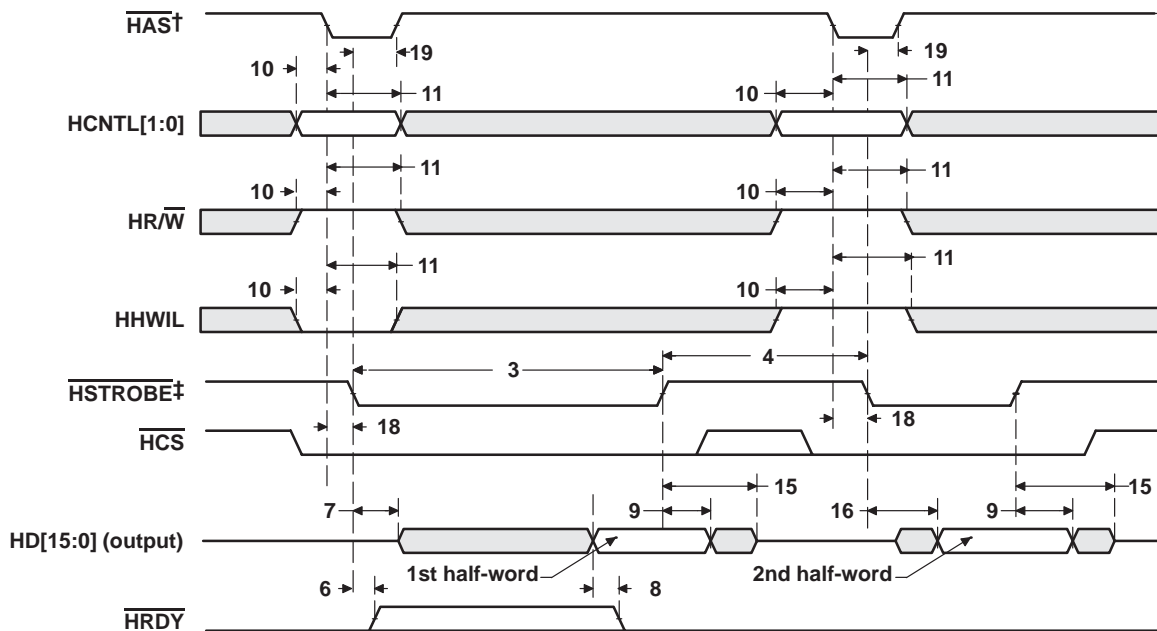 HAS†
19 19
10 11
11 10
HCNTL[1:0]
11 11
10 10
HR/W
11 11
10 10
HHWIL
3 4
HSTROBE‡
18 18
HCS
15 15
7 9 16 9
HD[15:0] (output)
1st half-word 2nd half-word
6 8
HRDY